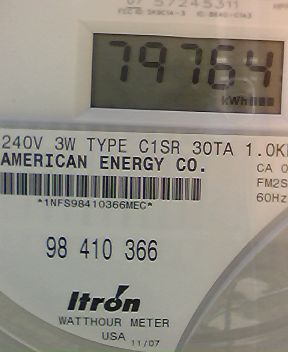 57245311
79764
kWh
240V 3W TYPE C1SR 30TA 1.0K
AMERICAN ENERGY CO.
CA 0
*1NFS98410366MEC*
FM2S
60Hz
98 410 366
Itron
WATTHOUR METER
USA 11/07